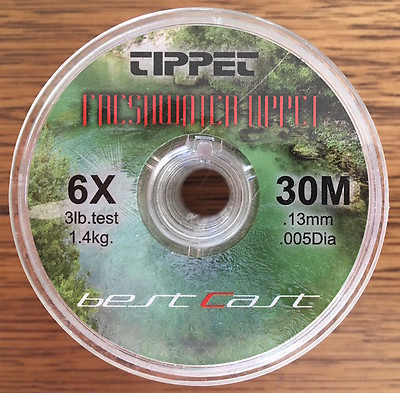 TIPPET
FRESHWATER TIPPET
6X 30M
3lb.test .13mm
1.4kg. .005Dia
best Cast